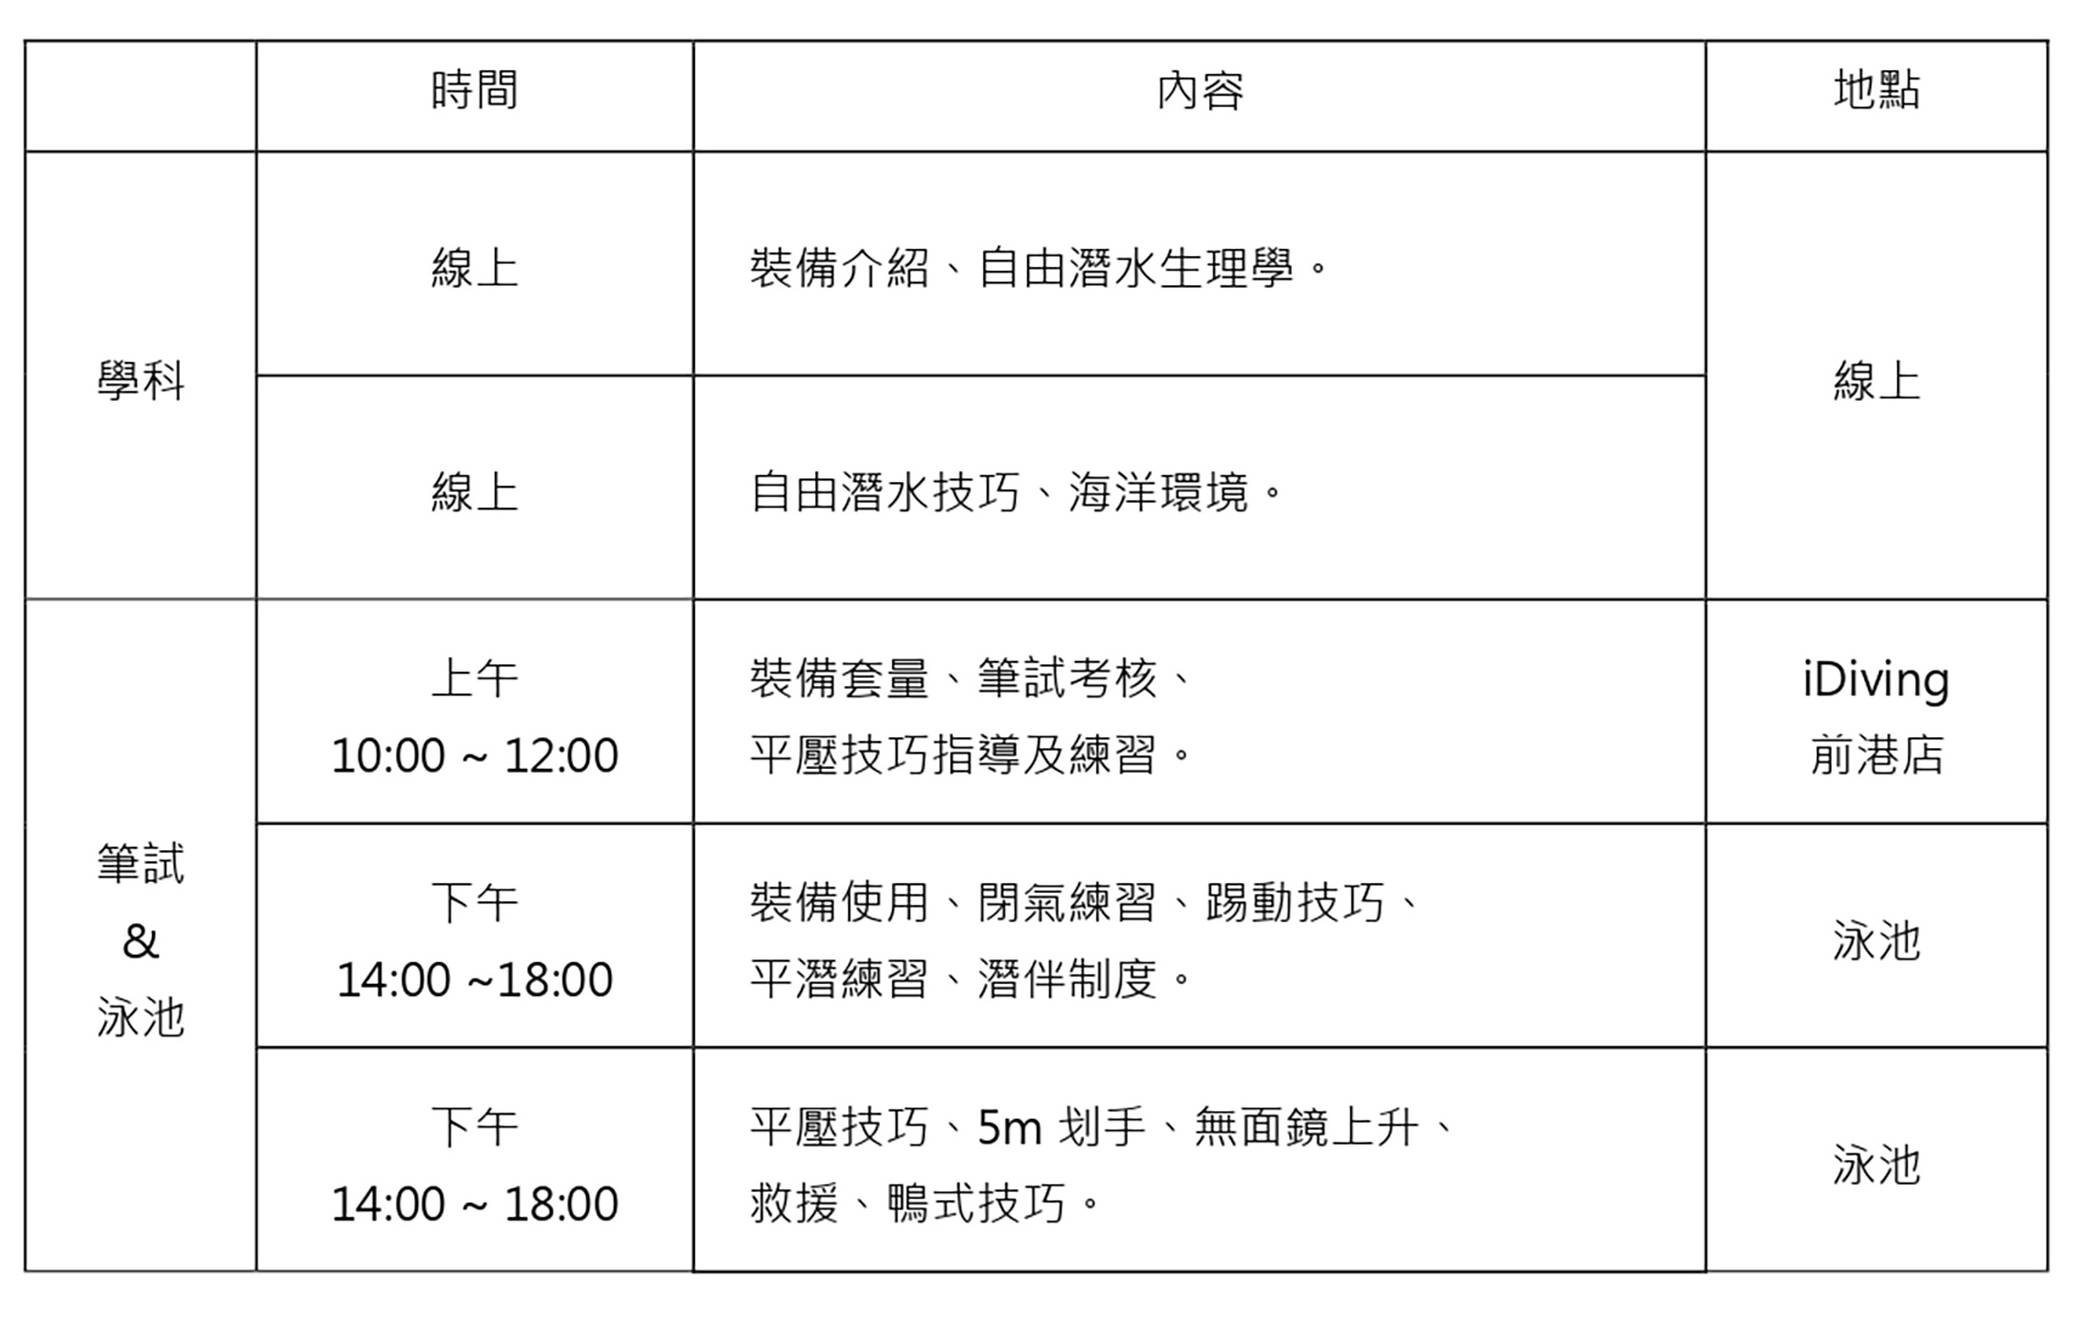 時間 內容 地點
學科
線上
裝備介紹、自由潛水生理學。
線上
線上
自由潛水技巧、海洋環境。
筆試
&
泳池
上午
10:00 ~ 12:00
裝備套量、筆試考核、
平壓技巧指導及練習。
iDiving
前港店
下午
14:00 ~18:00
裝備使用、閉氣練習、踢動技巧、
平潛練習、潛伴制度。
泳池
下午
14:00 ~ 18:00
平壓技巧、5m 划手、無面鏡上升、
救援、鴨式技巧。
泳池